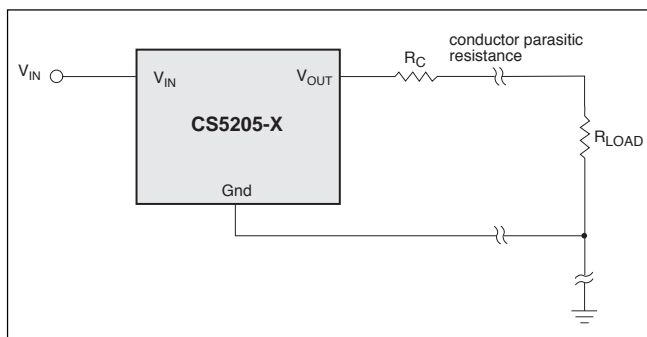 V_IN
V_IN
V_OUT
R_C
conductor parasitic
resistance
CS5205-X
R_LOAD
Gnd